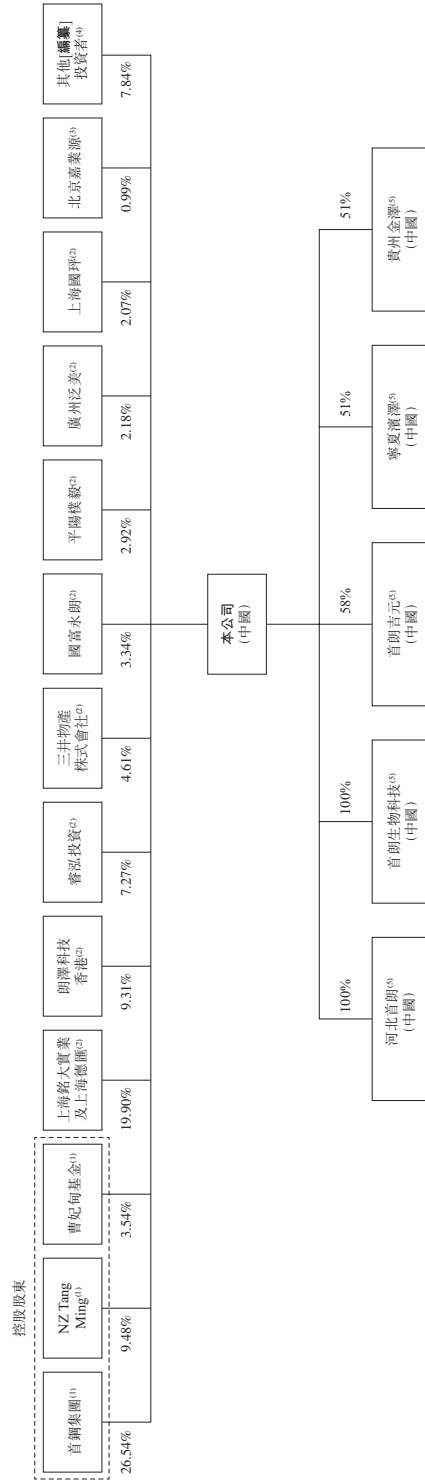 控股股東
首鋼集團(1)
NZ Tang
Ming(1)
曹妃甸基金(1)
上海銘大實業
及上海德匯(2)
朗澤科技
香港(2)
睿泓投資(2)
三井物產
株式會社(2)
國富永朗(2)
平陽樸毅(2)
廣州泛美(2)
上海國玶(2)
北京嘉業源(3)
其他[編纂]
投資者(4)
26.54%
9.48%
3.54%
19.90%
9.31%
7.27%
4.61%
3.34%
2.92%
2.18%
2.07%
0.99%
7.84%
本公司
(中國)
100%
100%
58%
51%
51%
河北首朗(5)
(中國)
首朗生物科技(5)
(中國)
首朗吉元(5)
(中國)
寧夏濱澤(5)
(中國)
貴州金澤(5)
(中國)